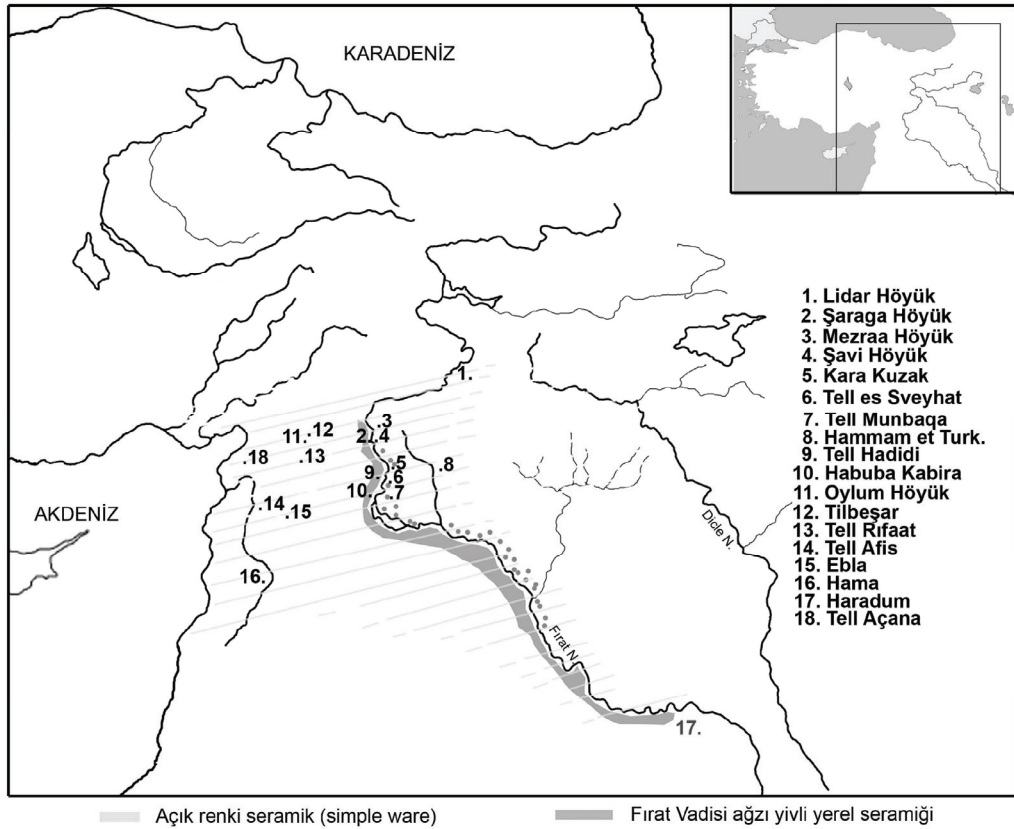 KARADENİZ
1. Lidar Höyük
2. Şaraga Höyük
3. Mezraa Höyük
4. Şavi Höyük
5. Kara Kuzak
6. Tell es Sveyhat
7. Tell Munbaqa
8. Hammam et Turk.
9. Tell Hadidi
10. Habuba Kabira
11. Oylum Höyük
12. Tilbeşar
13. Tell Rıfaat
14. Tell Afis
15. Ebla
16. Hama
17. Haradum
18. Tell Açana
1.
.3
2. .4
.12
11.
.13
.18
.5
9.
.6
.8
10.
.7
.14
.15
16.
17.
AKDENİZ
Dicle N.
Fırat N.
Açık renki seramik (simple ware)
Fırat Vadisi ağzı yivli yerel seramiği